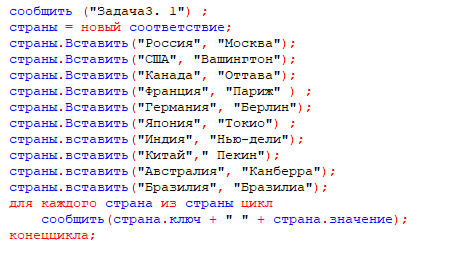 сообщить ("Задача3. 1") ;
страны = новый соответствие;
страны.Вставить("Россия", "Москва");
страны.Вставить("США", "Вашингтон");
страны.Вставить("Канада", "Оттава");
страны.Вставить("Франция", "Париж" ) ;
страны.вставить("Германия", "Берлин");
страны.вставить("Япония", "Токио") ;
страны.вставить("Индия", "Нью-дели");
страны.вставить("Китай"," Пекин");
страны.вставить("Австралия", "Канберра");
страны.вставить("Бразилия", "Бразилиа");
для каждого страна из страны цикл
сообщить(страна.ключ + " " + страна.значение);
конеццикла;